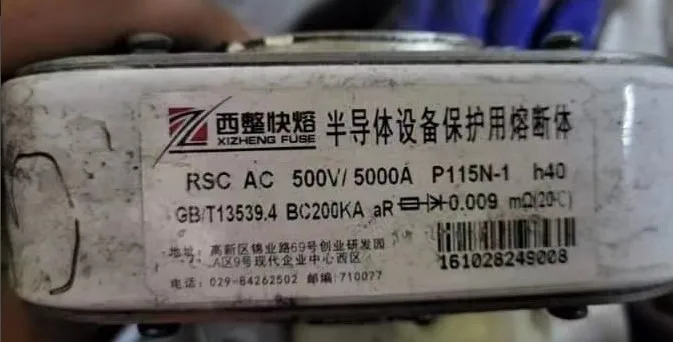 西整快熔 半导体设备保护用熔断体
XIZHENG FUSE
RSC AC 500V/5000A P115N-1 h40
GB/T13539.4 BC200KA aR 0.009 mΩ(20℃)
地址: 高新区锦业路69号创业研发园
A区9号现代企业中心西区
161028249008
电话: 029-84262502 邮编:710077